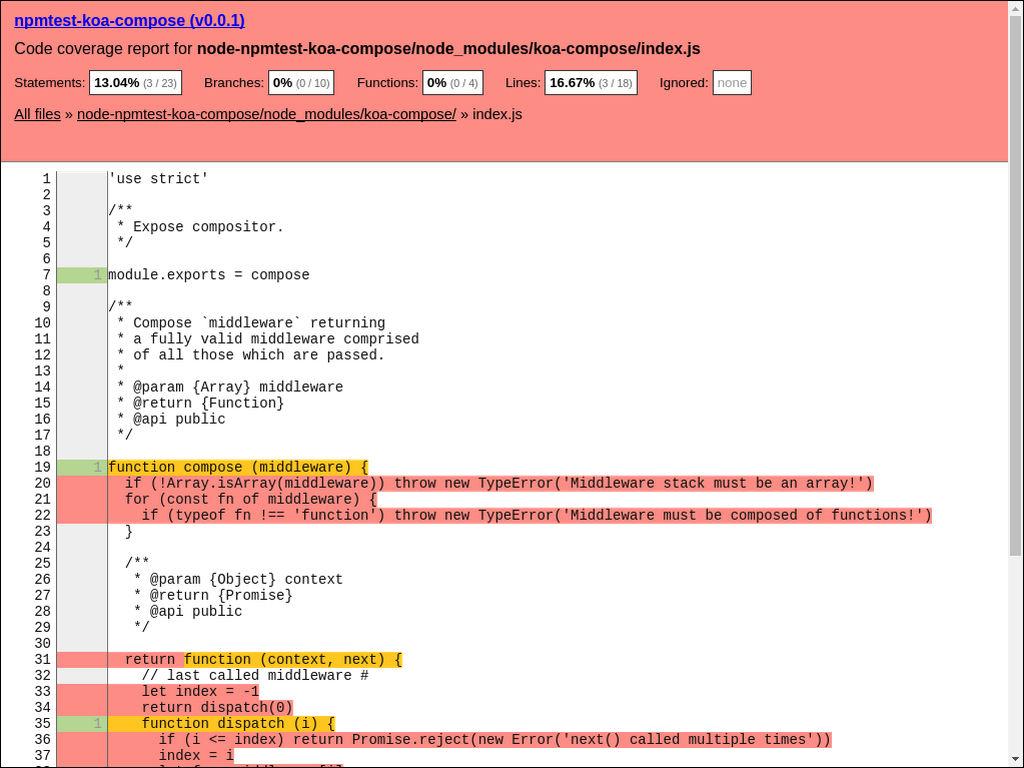 npmtest-koa-compose (v0.0.1)
Code coverage report for node-npmtest-koa-compose/node_modules/koa-compose/index.js
Statements: 13.04% (3 / 23) Branches: 0% (0 / 10) Functions: 0% (0 / 4) Lines: 16.67% (3 / 18) Ignored: none
All files » node-npmtest-koa-compose/node_modules/koa-compose/ » index.js
1 'use strict'
2
3 /**
4 * Expose compositor.
5 */
6
7 1 module.exports = compose
8
9 /**
10 * Compose `middleware` returning
11 * a fully valid middleware comprised
12 * of all those which are passed.
13 *
14 * @param {Array} middleware
15 * @return {Function}
16 * @api public
17 */
18
19 1 function compose (middleware) {
20 if (!Array.isArray(middleware)) throw new TypeError('Middleware stack must be an array!')
21 for (const fn of middleware) {
22 if (typeof fn !== 'function') throw new TypeError('Middleware must be composed of functions!')
23 }
24
25 /**
26 * @param {Object} context
27 * @return {Promise}
28 * @api public
29 */
30
31 return function (context, next) {
32 // last called middleware #
33 let index = -1
34 return dispatch(0)
35 1 function dispatch (i) {
36 if (i <= index) return Promise.reject(new Error('next() called multiple times'))
37 index = i